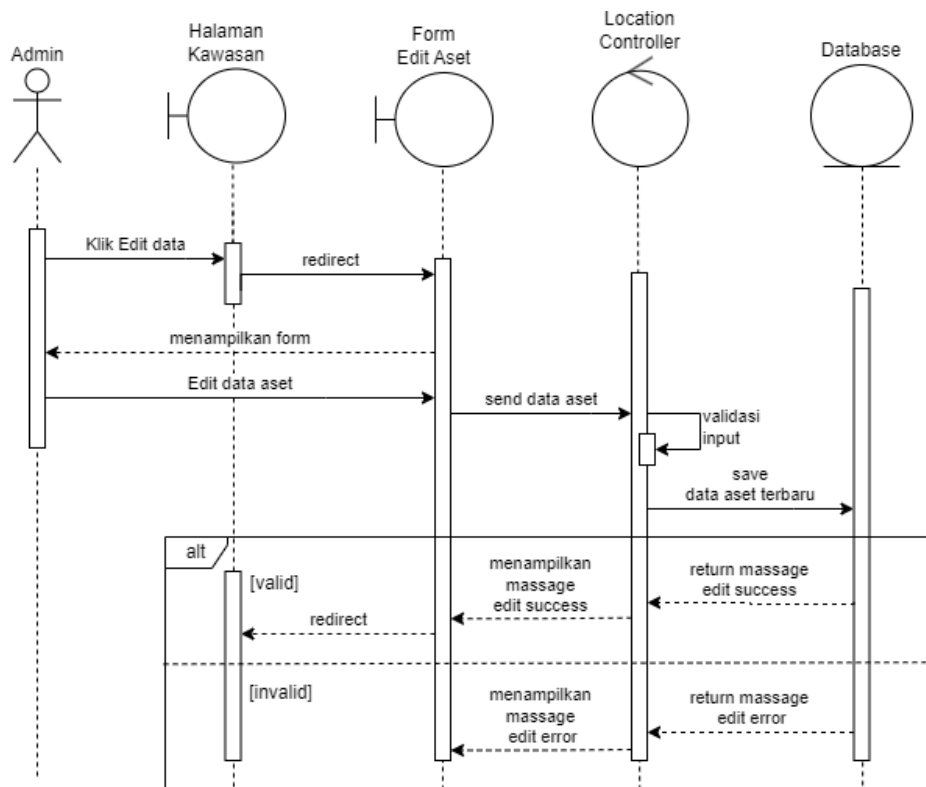 Admin
Halaman
Kawasan
Form
Edit Aset
Location
Controller
Database
Klik Edit data
redirect
menampilkan form
Edit data aset
send data aset
validasi
input
save
data aset terbaru
alt
[valid]
menampilkan
massage
edit success
return massage
edit success
redirect
[invalid]
menampilkan
massage
edit error
return massage
edit error